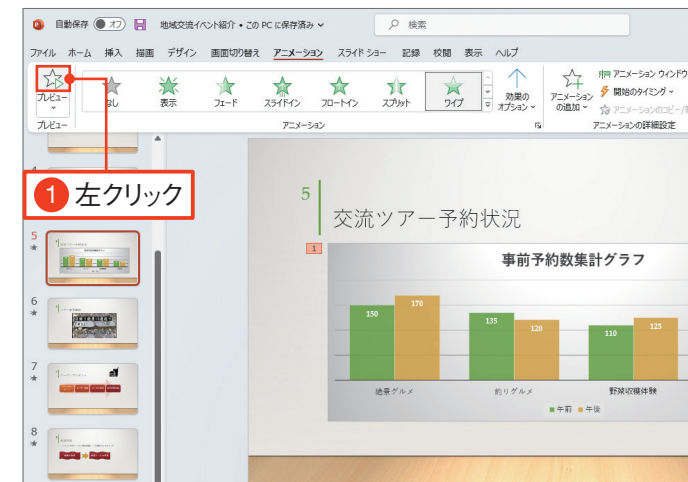 自動保存 オフ 地域交流イベント紹介 • この PC に保存済み 検索
ファイル ホーム 挿入 描画 デザイン 画面切り替え アニメーション スライド ショー 記録 校閲 表示 ヘルプ
プレビュー なし 表示 フェード スライドイン フロートイン スプリット ワイプ 効果の オプション アニメーション の追加 アニメーション ウィンドウ
開始のタイミング
アニメーションのコピー/
プレビュー アニメーション アニメーションの詳細設定
1 左クリック
5
6
7
8
5
交流ツアー予約状況
1
事前予約数集計グラフ
150 170 135 120 110 125
絶景グルメ 釣りグルメ 野菜収穫体験
午前 午後